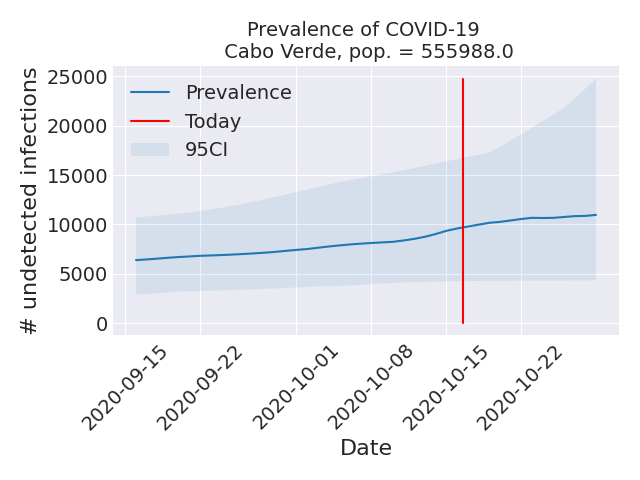 Prevalence of COVID-19
Cabo Verde, pop. = 555988.0
# undetected infections
25000
20000
15000
10000
5000
0
Prevalence
Today
95CI
2020-09-15
2020-09-22
2020-10-01
2020-10-08
2020-10-15
2020-10-22
Date